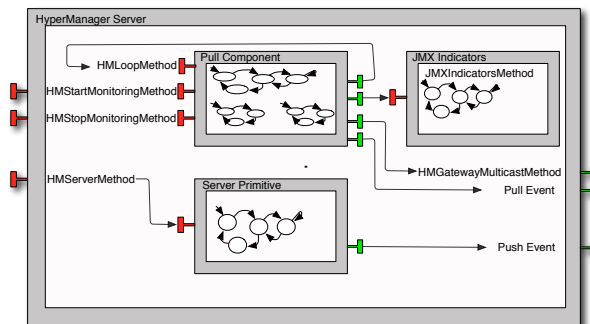 HyperManager Server
Pull Component
JMX Indicators
HMLoopMethod
JMXIndicatorsMethod
HMStartMonitoringMethod
HMStopMonitoringMethod
HMGatewayMulticastMethod
HMServerMethod
Server Primitive
Pull Event
Push Event